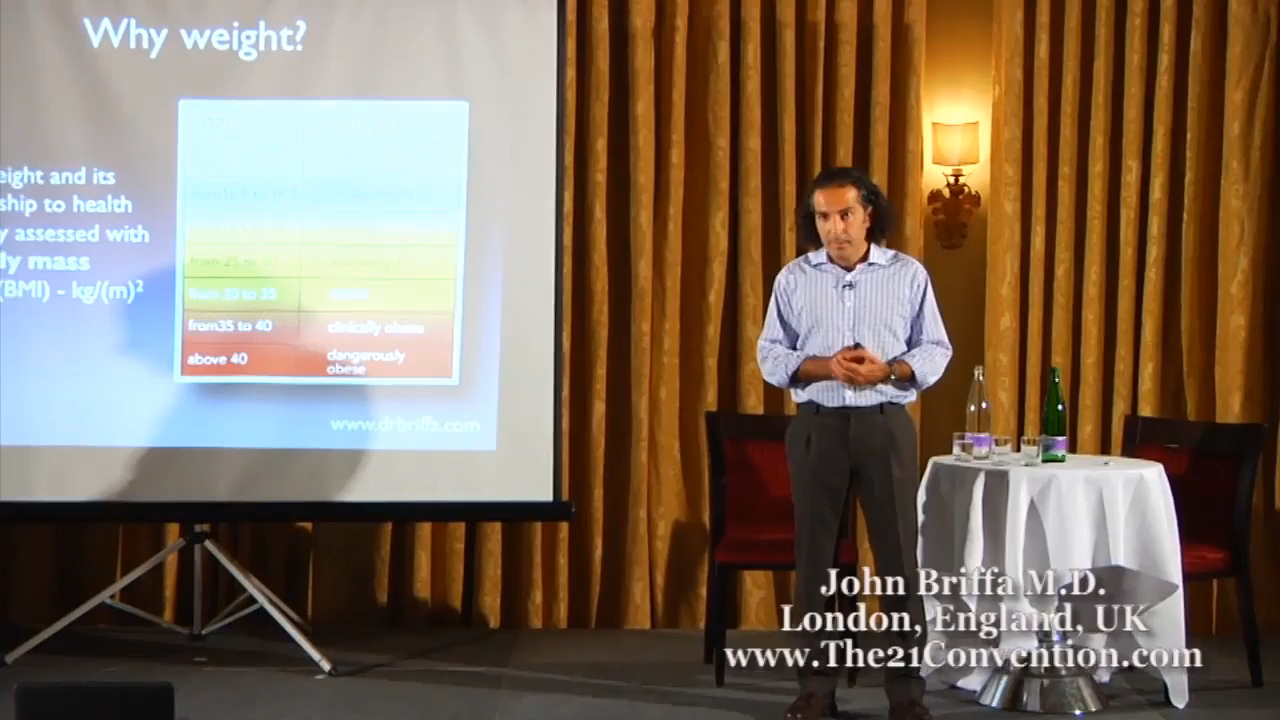 Why weight?
eight and its
ship to health
y assessed with
ly mass
(BMI) - kg/(m)²
from 25 to 30
from 30 to 35
from35 to 40 clinically obese
above 40 dangerously
obese
www.drbriffa.com
John Briffa M.D.
London, England, UK
www.The21Convention.com